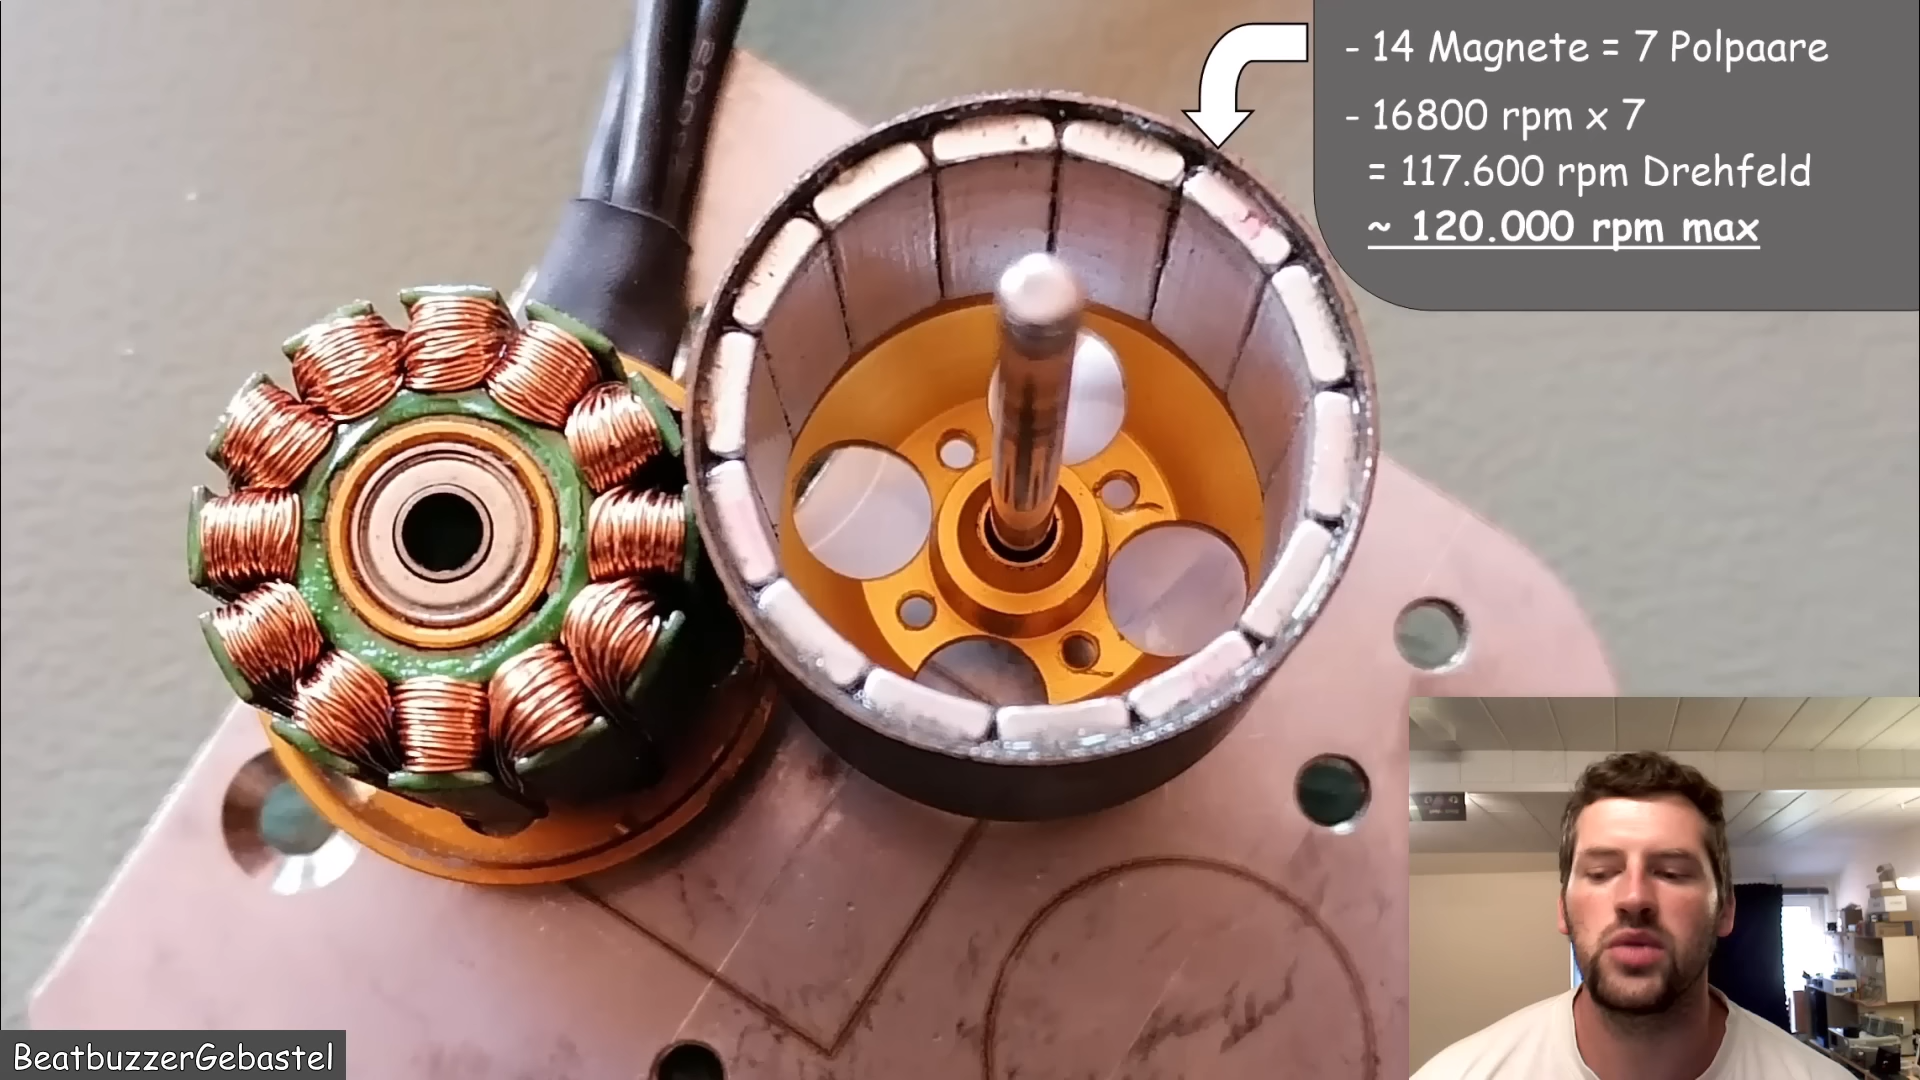 - 14 Magnete = 7 Polpaare
- 16800 rpm x 7
= 117.600 rpm Drehfeld
~ 120.000 rpm max
BeatbuzzerGebastel